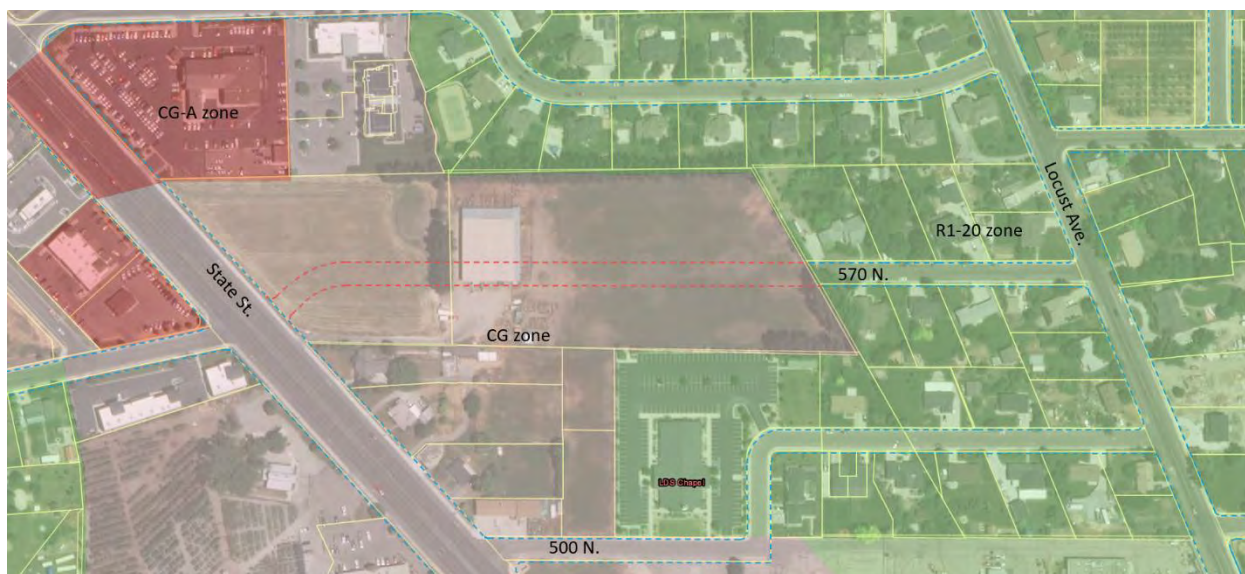 CG-A zone
Locust Ave.
R1-20 zone
State St.
570 N.
CG zone
LDS Chapel
500 N.